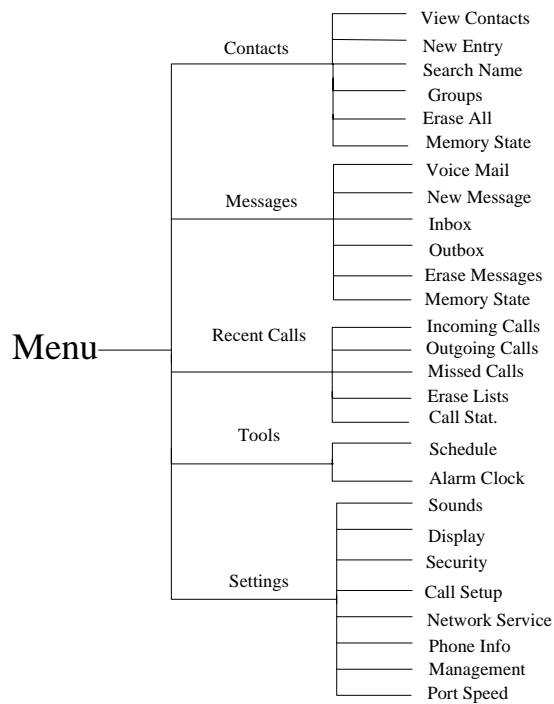 Menu
Contacts
View Contacts
New Entry
Search Name
Groups
Erase All
Memory State
Messages
Voice Mail
New Message
Inbox
Outbox
Erase Messages
Memory State
Recent Calls
Incoming Calls
Outgoing Calls
Missed Calls
Erase Lists
Call Stat.
Tools
Schedule
Alarm Clock
Settings
Sounds
Display
Security
Call Setup
Network Service
Phone Info
Management
Port Speed